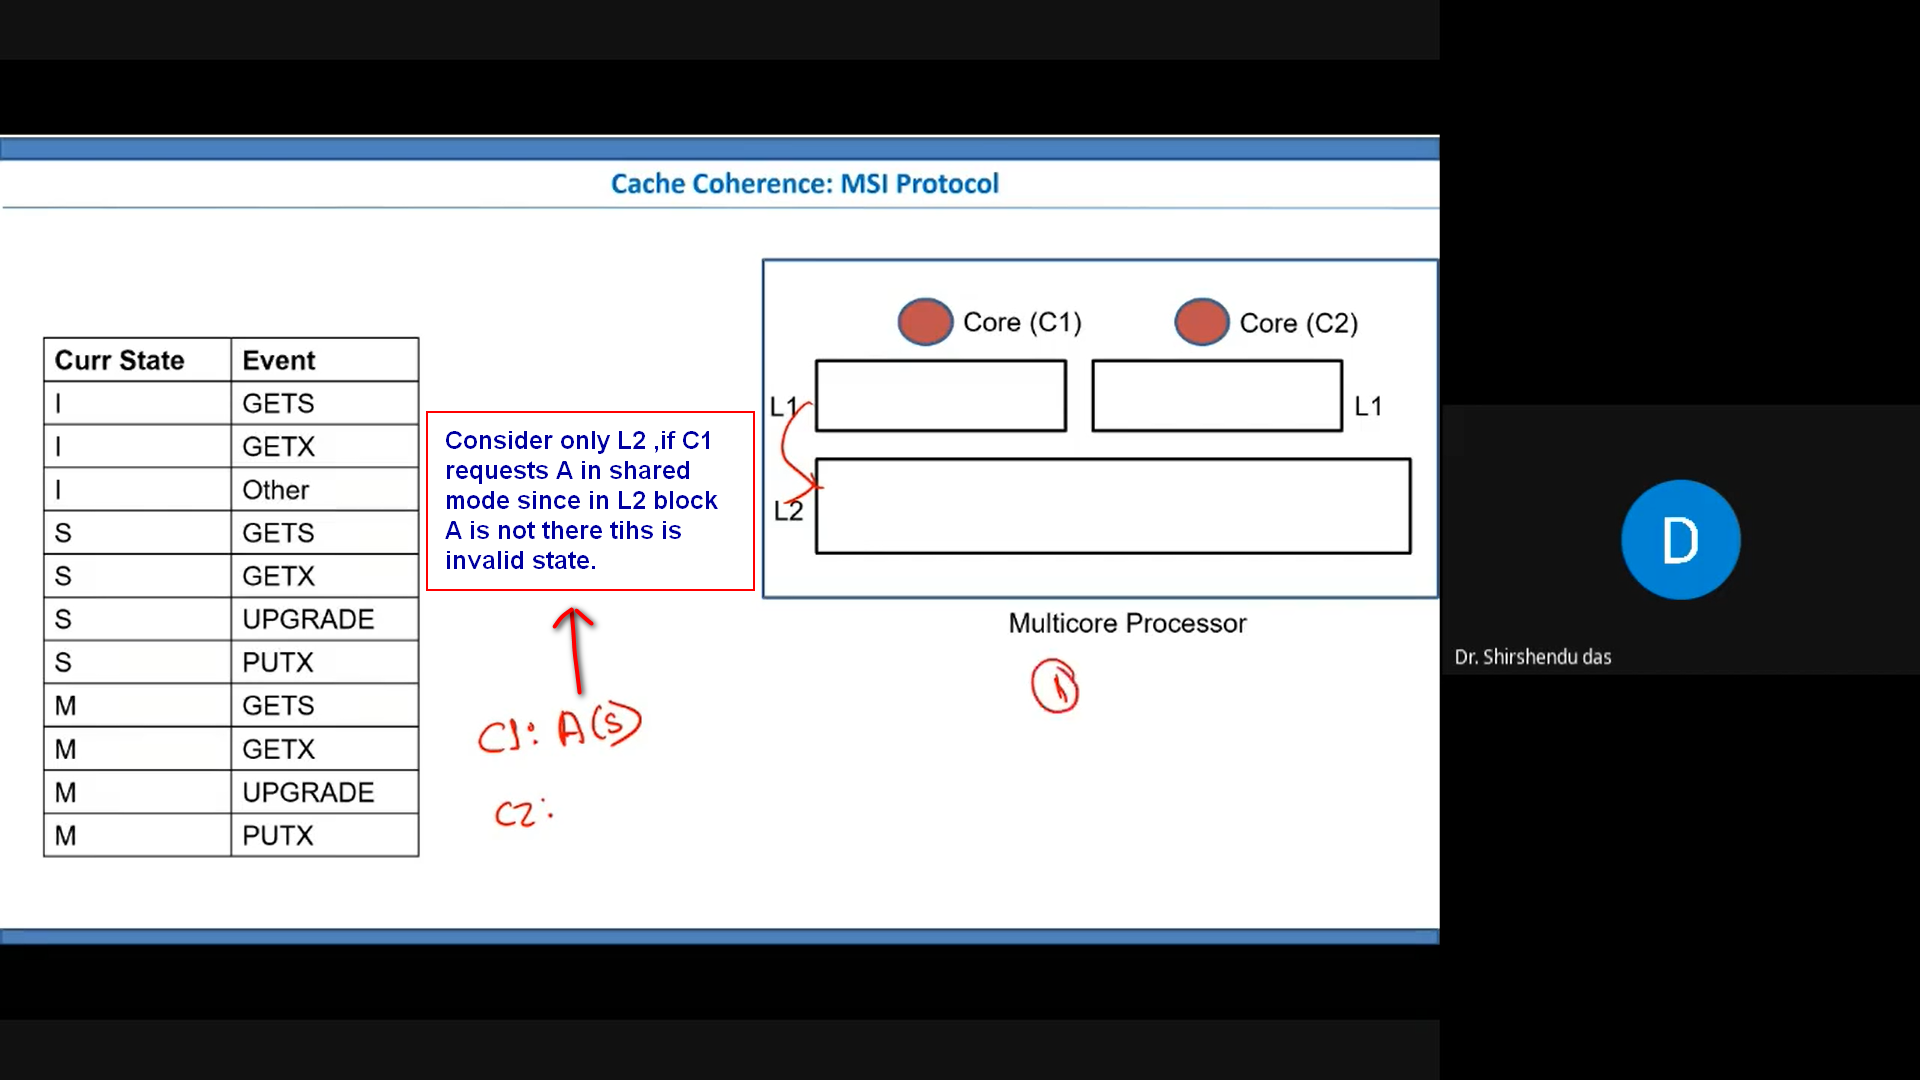 Cache Coherence: MSI Protocol
Curr State Event
I GETS
I GETX
I Other
S GETS
S GETX
S UPGRADE
S PUTX
M GETS
M GETX
M UPGRADE
M PUTX
Consider only L2 ,if C1
requests A in shared
mode since in L2 block
A is not there tihs is
invalid state.
C1: A(S)
C2:
Core (C1)
Core (C2)
L1
L1
L2
Multicore Processor
D
Dr. Shirshendu das